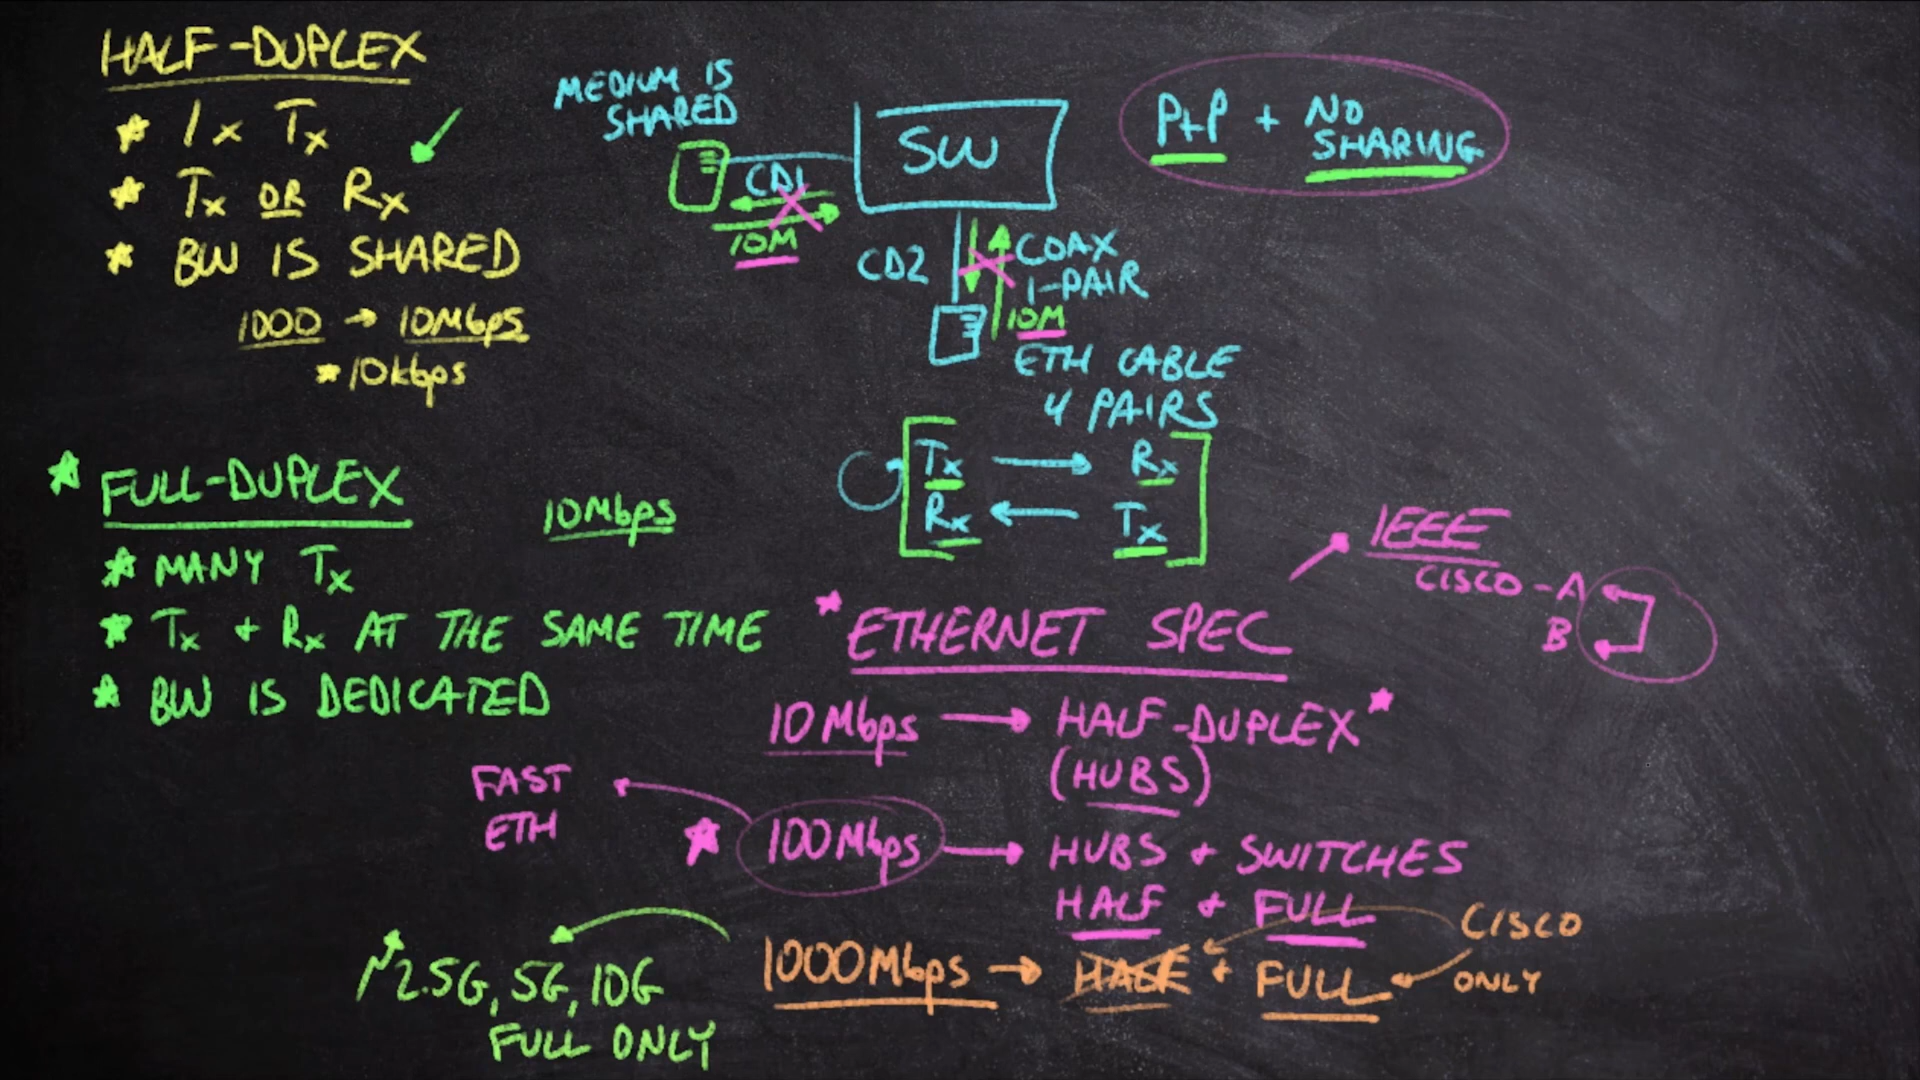 HALF-DUPLEX
1x Tx
Tx OR Rx
BW IS SHARED
1000 → 10Mbps
* 10kbps
MEDIUM IS
SHARED
SW
CD1
10M
CD2
COAX
1-PAIR
10M
ETH CABLE
4 PAIRS
PtP + NO
SHARING
Tx → Rx
Rx ← Tx
* FULL-DUPLEX
10Mbps
* MANY Tx
* Tx + Rx AT THE SAME TIME
* BW IS DEDICATED
IEEE
CISCO - A
B
* ETHERNET SPEC
10Mbps → HALF-DUPLEX *
(HUBS)
FAST
ETH
* 100Mbps → HUBS + SWITCHES
HALF + FULL
1000Mbps → HALF + FULL
CISCO
ONLY
2.5G, 5G, 10G
FULL ONLY